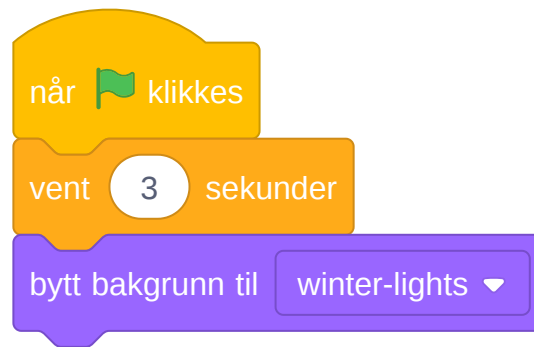 når klikkes
vent 3 sekunder
bytt bakgrunn til winter-lights